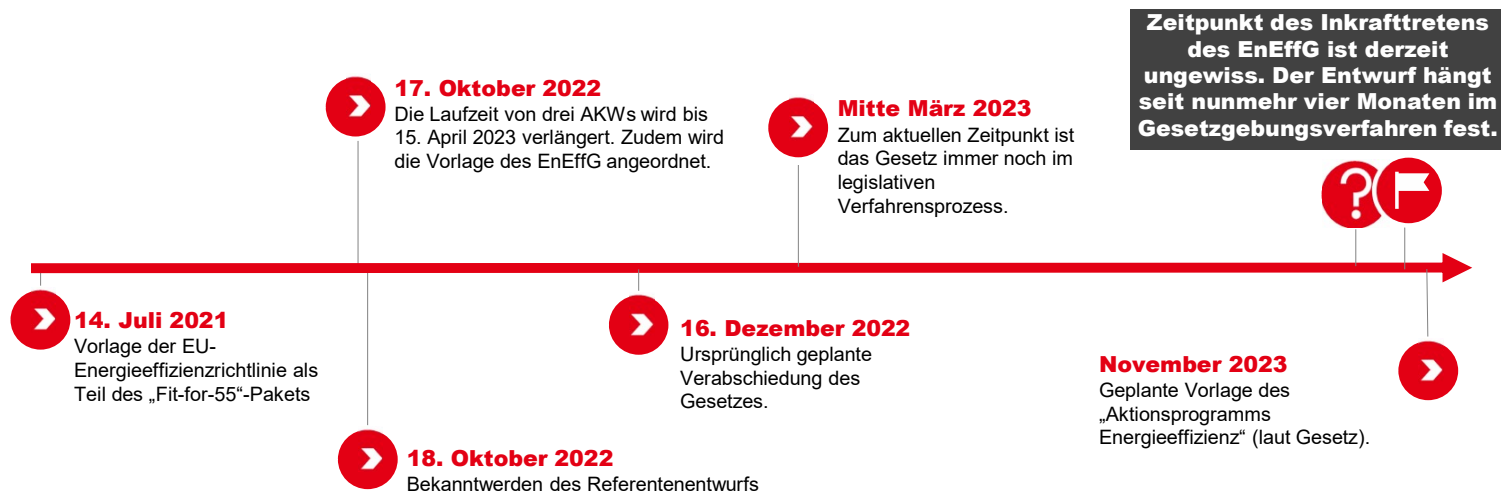 Zeitpunkt des Inkrafttretens
des EnEffG ist derzeit
ungewiss. Der Entwurf hängt
seit nunmehr vier Monaten im
Gesetzgebungsverfahren fest.
17. Oktober 2022
Die Laufzeit von drei AKWs wird bis
15. April 2023 verlängert. Zudem wird
die Vorlage des EnEffG angeordnet.
Mitte März 2023
Zum aktuellen Zeitpunkt ist
das Gesetz immer noch im
legislativen
Verfahrensprozess.
?
14. Juli 2021
Vorlage der EU-
Energieeffizienzrichtlinie als
Teil des „Fit-for-55“-Pakets
16. Dezember 2022
Ursprünglich geplante
Verabschiedung des
Gesetzes.
November 2023
Geplante Vorlage des
„Aktionsprogramms
Energieeffizienz“ (laut Gesetz).
18. Oktober 2022
Bekanntwerden des Referentenentwurfs